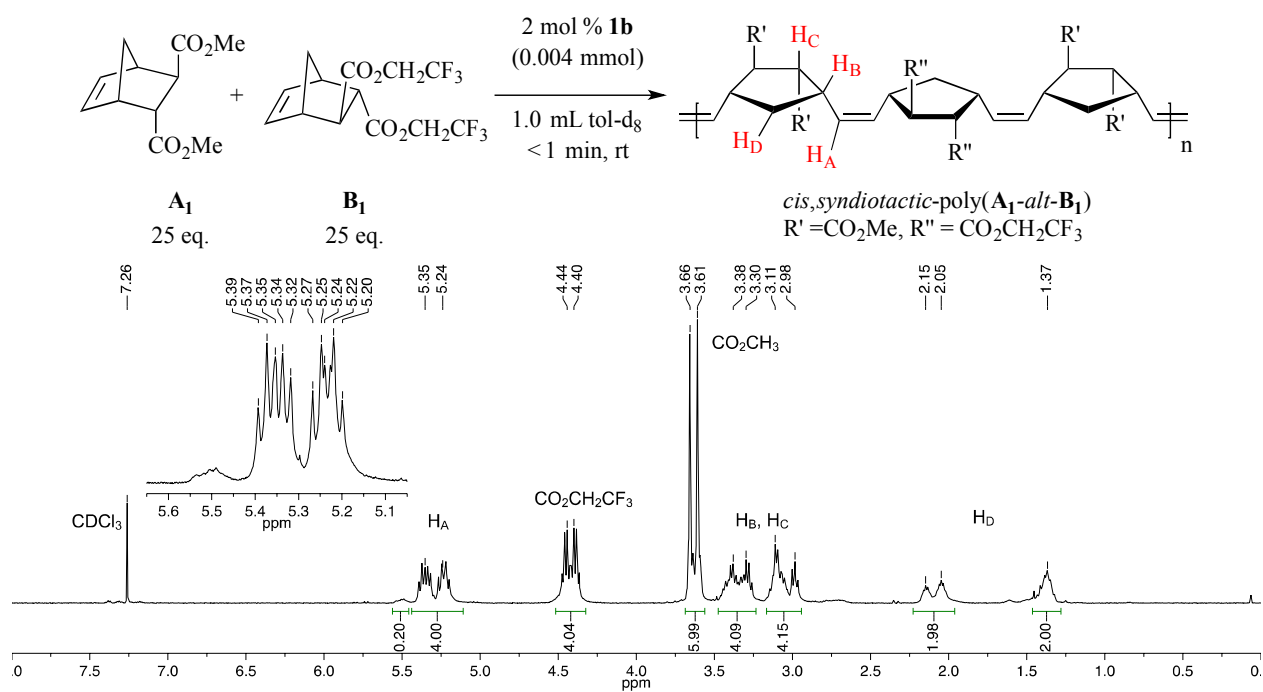 CO2Me
CO2Me
A1
25 eq.
+
CO2CH2CF3
CO2CH2CF3
B1
25 eq.
2 mol % 1b
(0.004 mmol)
1.0 mL tol-d8
< 1 min, rt
R' HC HB R'' R'
R' HD HA R'' R' n
cis,syndiotactic-poly(A1-alt-B1)
R' =CO2Me, R'' = CO2CH2CF3
7.26
5.39 5.37 5.35 5.34 5.32 5.27 5.25 5.24 5.22 5.20
5.35 5.24
4.44 4.40
3.66 3.61
3.38 3.30 3.11 2.98
2.15 2.05
1.37
CO2CH3
5.6 5.5 5.4 5.3 5.2 5.1
ppm
CDCl3
HA
CO2CH2CF3
HB, HC
HD
0.20 4.00 4.04 5.99 4.09 4.15 1.98 2.00
.0 7.5 7.0 6.5 6.0 5.5 5.0 4.5 4.0 3.5 3.0 2.5 2.0 1.5 1.0 0.5 0.
ppm